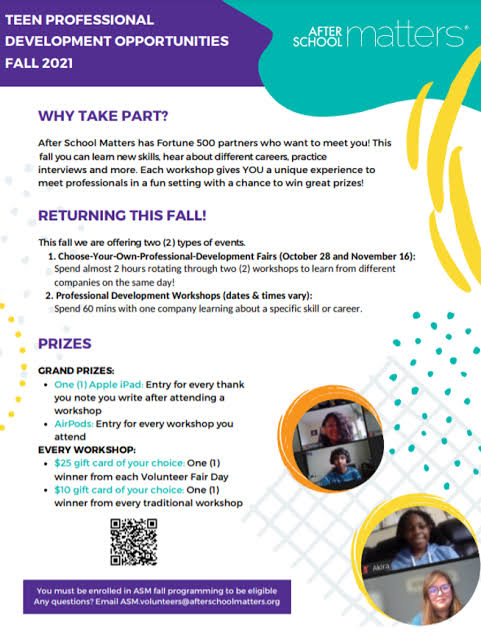 TEEN PROFESSIONAL
DEVELOPMENT OPPORTUNITIES
FALL 2021
AFTER
SCHOOL matters®
WHY TAKE PART?
After School Matters has Fortune 500 partners who want to meet you! This
fall you can learn new skills, hear about different careers, practice
interviews and more. Each workshop gives YOU a unique experience to
meet professionals in a fun setting with a chance to win great prizes!
RETURNING THIS FALL!
This fall we are offering two (2) types of events.
1. Choose-Your-Own-Professional-Development Fairs (October 28 and November 16):
Spend almost 2 hours rotating through two (2) workshops to learn from different
companies on the same day!
2. Professional Development Workshops (dates & times vary):
Spend 60 mins with one company learning about a specific skill or career.
PRIZES
GRAND PRIZES:
• One (1) Apple iPad: Entry for every thank
you note you write after attending a
workshop
• AirPods: Entry for every workshop you
attend
EVERY WORKSHOP:
• $25 gift card of your choice: One (1)
winner from each Volunteer Fair Day
• $10 gift card of your choice: One (1)
winner from every traditional workshop
Akira
You must be enrolled in ASM fall programming to be eligible
Any questions? Email ASM.volunteers@afterschoolmatters.org